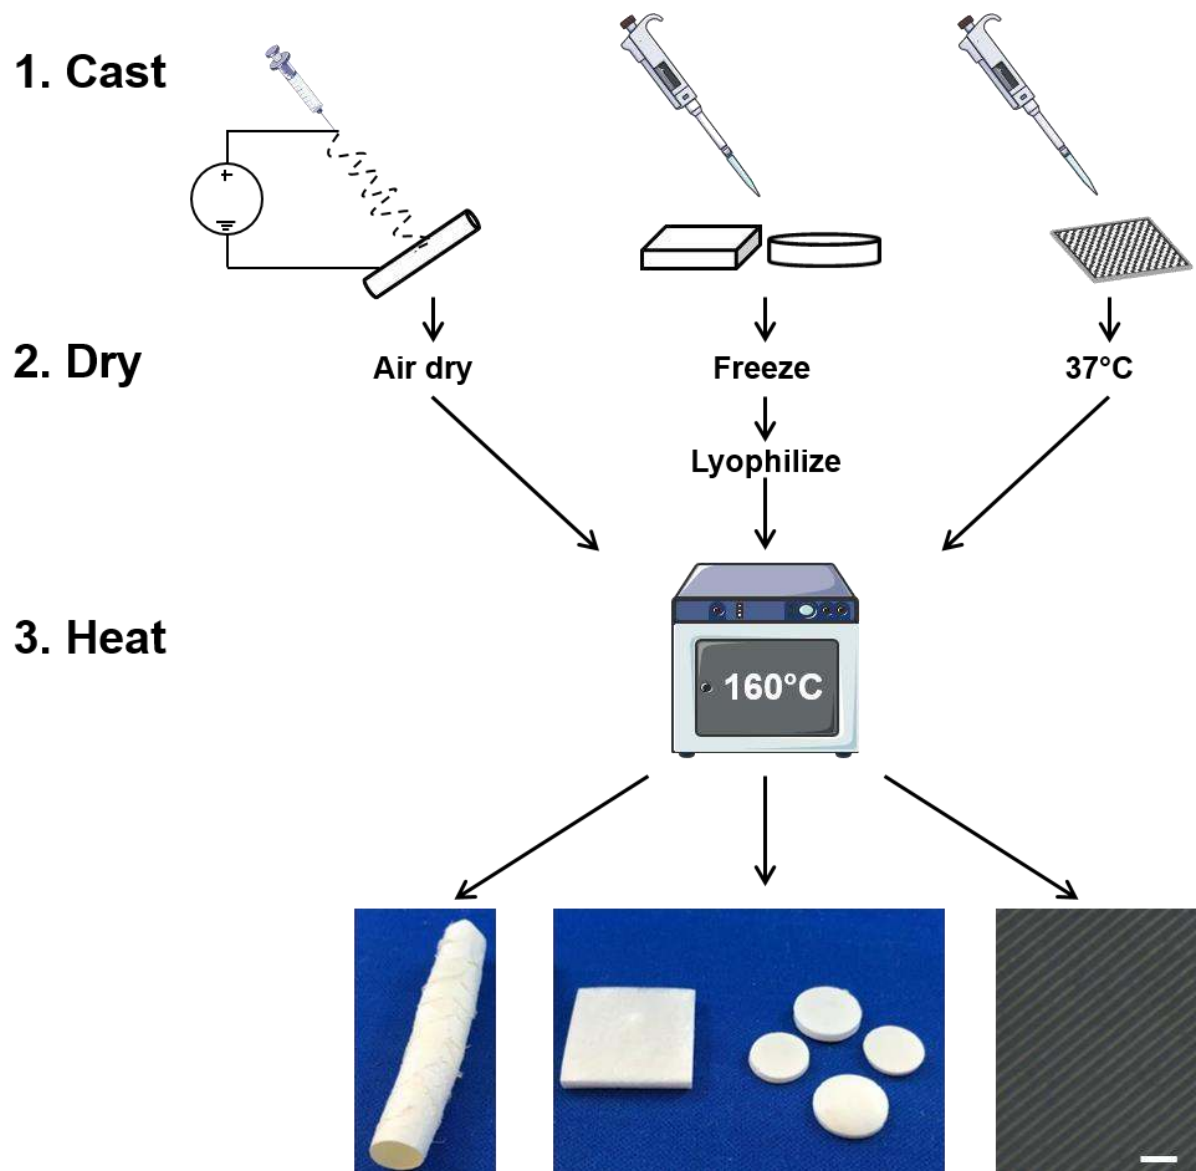 1. Cast
+
2. Dry
Air dry
Freeze
37°C
Lyophilize
3. Heat
160°C